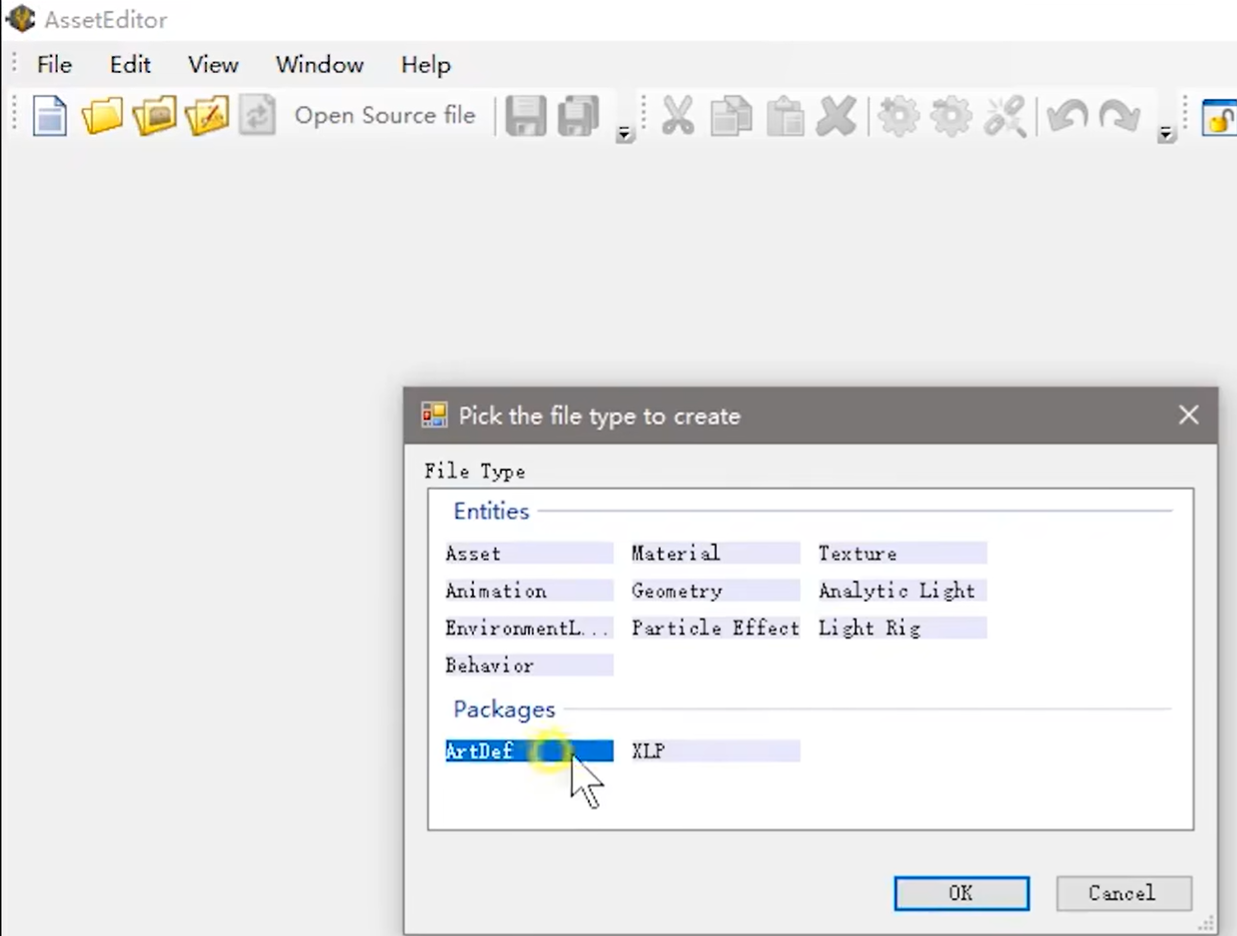 AssetEditor
File Edit View Window Help
Open Source file
Pick the file type to create
File Type
Entities
Asset Material Texture
Animation Geometry Analytic Light
EnvironmentL... Particle Effect Light Rig
Behavior
Packages
ArtDef XLP
OK Cancel